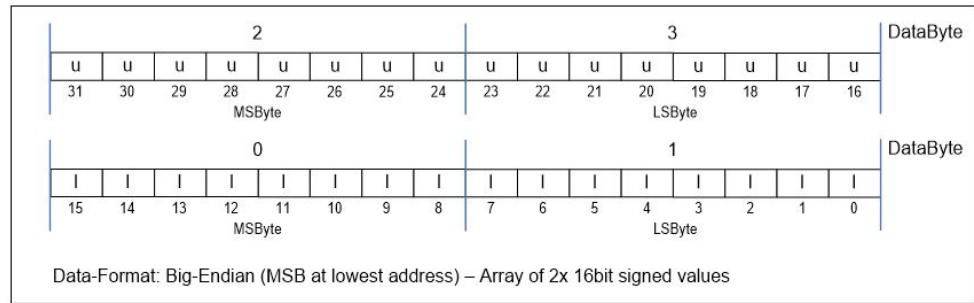 2 3 DataByte
u u u u u u u u u u u u u u u u
31 30 29 28 27 26 25 24 23 22 21 20 19 18 17 16
MSByte LSByte
0 1 DataByte
l l l l l l l l l l l l l l l l
15 14 13 12 11 10 9 8 7 6 5 4 3 2 1 0
MSByte LSByte
Data-Format: Big-Endian (MSB at lowest address) – Array of 2x 16bit signed values